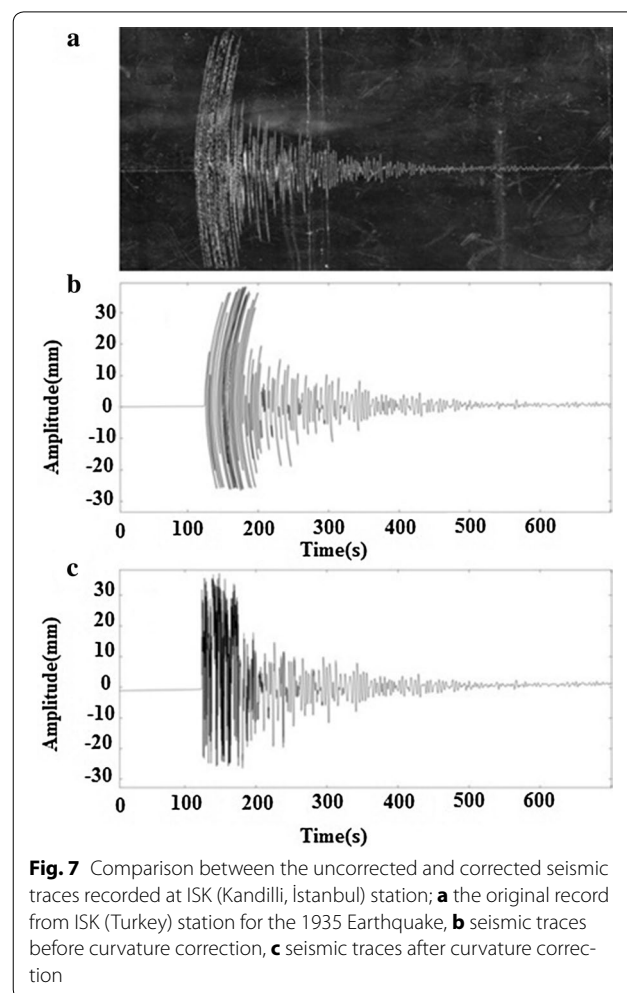 a
b
30
20
10
0
-10
-20
-30
Amplitude(mm)
0 100 200 300 400 500 600
Time(s)
c
30
20
10
0
-10
-20
-30
Amplitude(mm)
0 100 200 300 400 500 600
Time(s)
Fig. 7 Comparison between the uncorrected and corrected seismic
traces recorded at ISK (Kandilli, İstanbul) station; a the original record
from ISK (Turkey) station for the 1935 Earthquake, b seismic traces
before curvature correction, c seismic traces after curvature correc-
tion